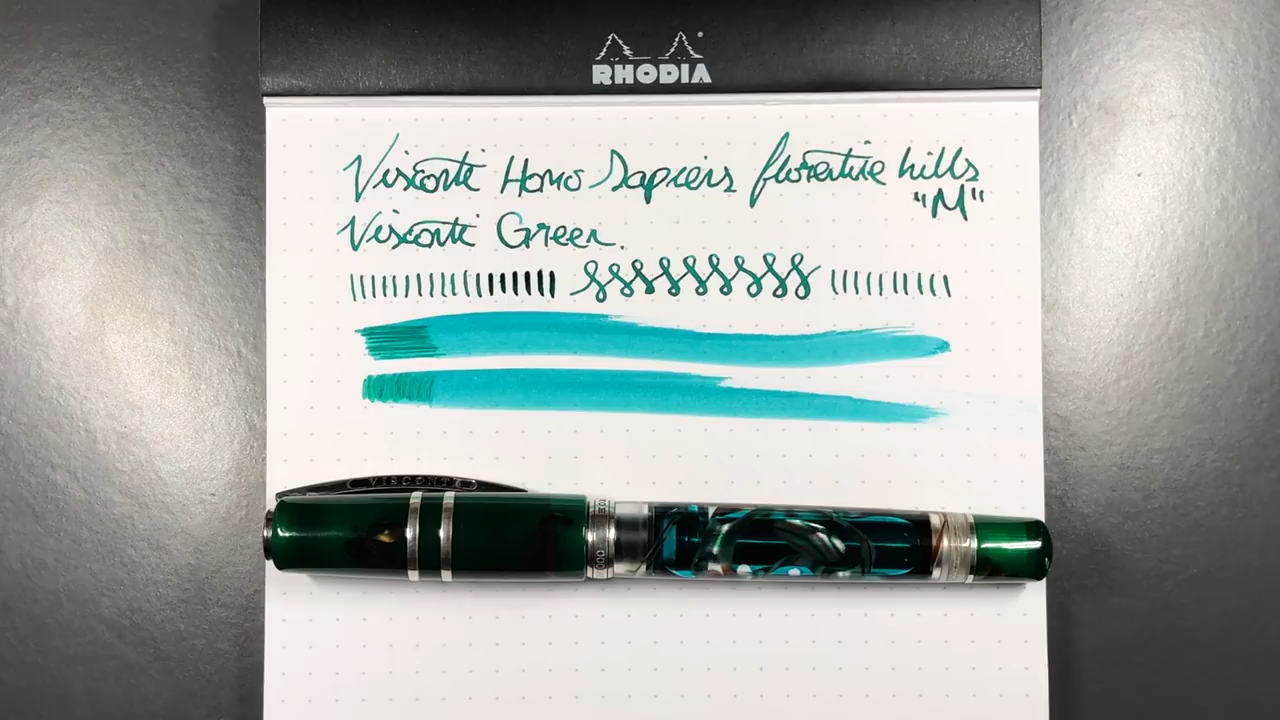 RHODIA
Visconti Homo Sapiens florentine hills
"M"
Visconti Green.
VISCONTI